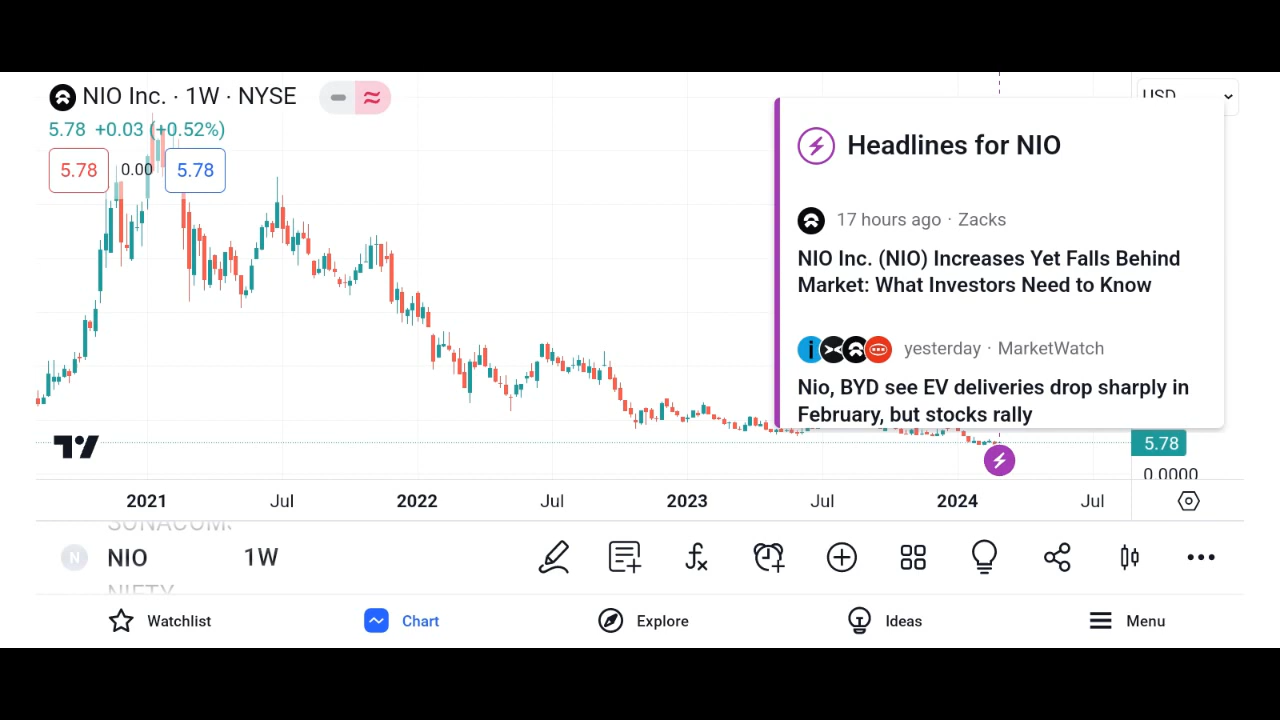 NIO Inc. · 1W · NYSE
USD
5.78 +0.03 (+0.52%)
5.78 0.00 5.78
Headlines for NIO
17 hours ago · Zacks
NIO Inc. (NIO) Increases Yet Falls Behind
Market: What Investors Need to Know
yesterday · MarketWatch
Nio, BYD see EV deliveries drop sharply in
February, but stocks rally
5.78
0.0000
2021 Jul 2022 Jul 2023 Jul 2024 Jul
SONACOMS
N NIO 1W
NIFTY
Watchlist Chart Explore Ideas Menu